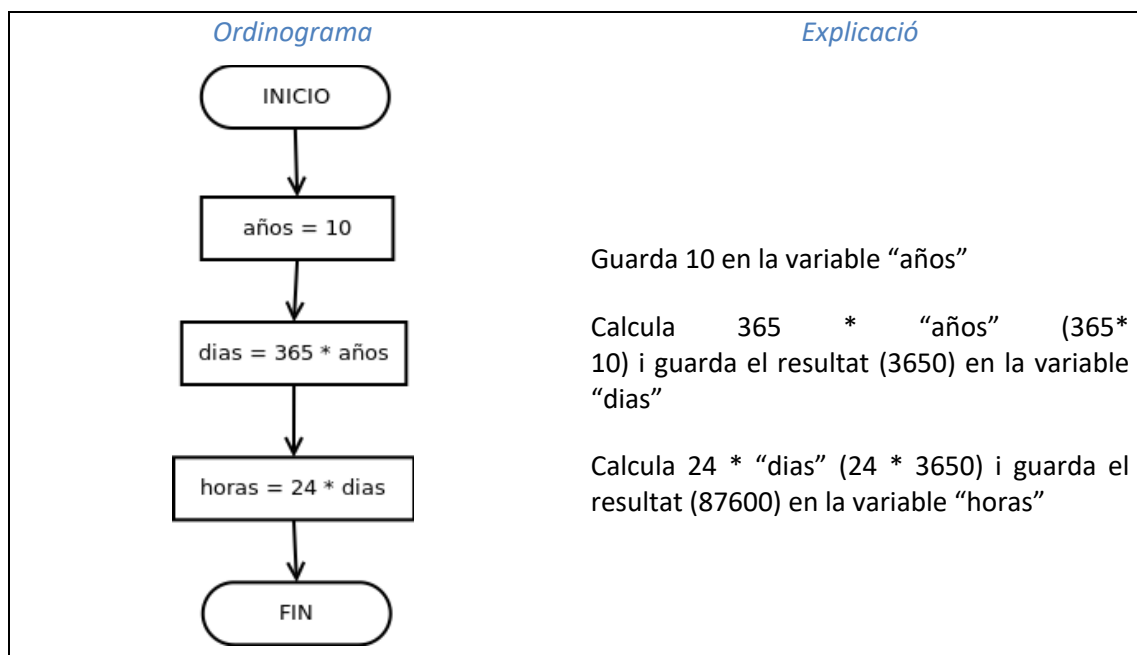 Ordinograma
Explicació
INICIO
años = 10
dias = 365 * años
horas = 24 * dias
FIN
Guarda 10 en la variable “años”
Calcula 365 * “años” (365*
10) i guarda el resultat (3650) en la variable
“dias”
Calcula 24 * “dias” (24 * 3650) i guarda el
resultat (87600) en la variable “horas”